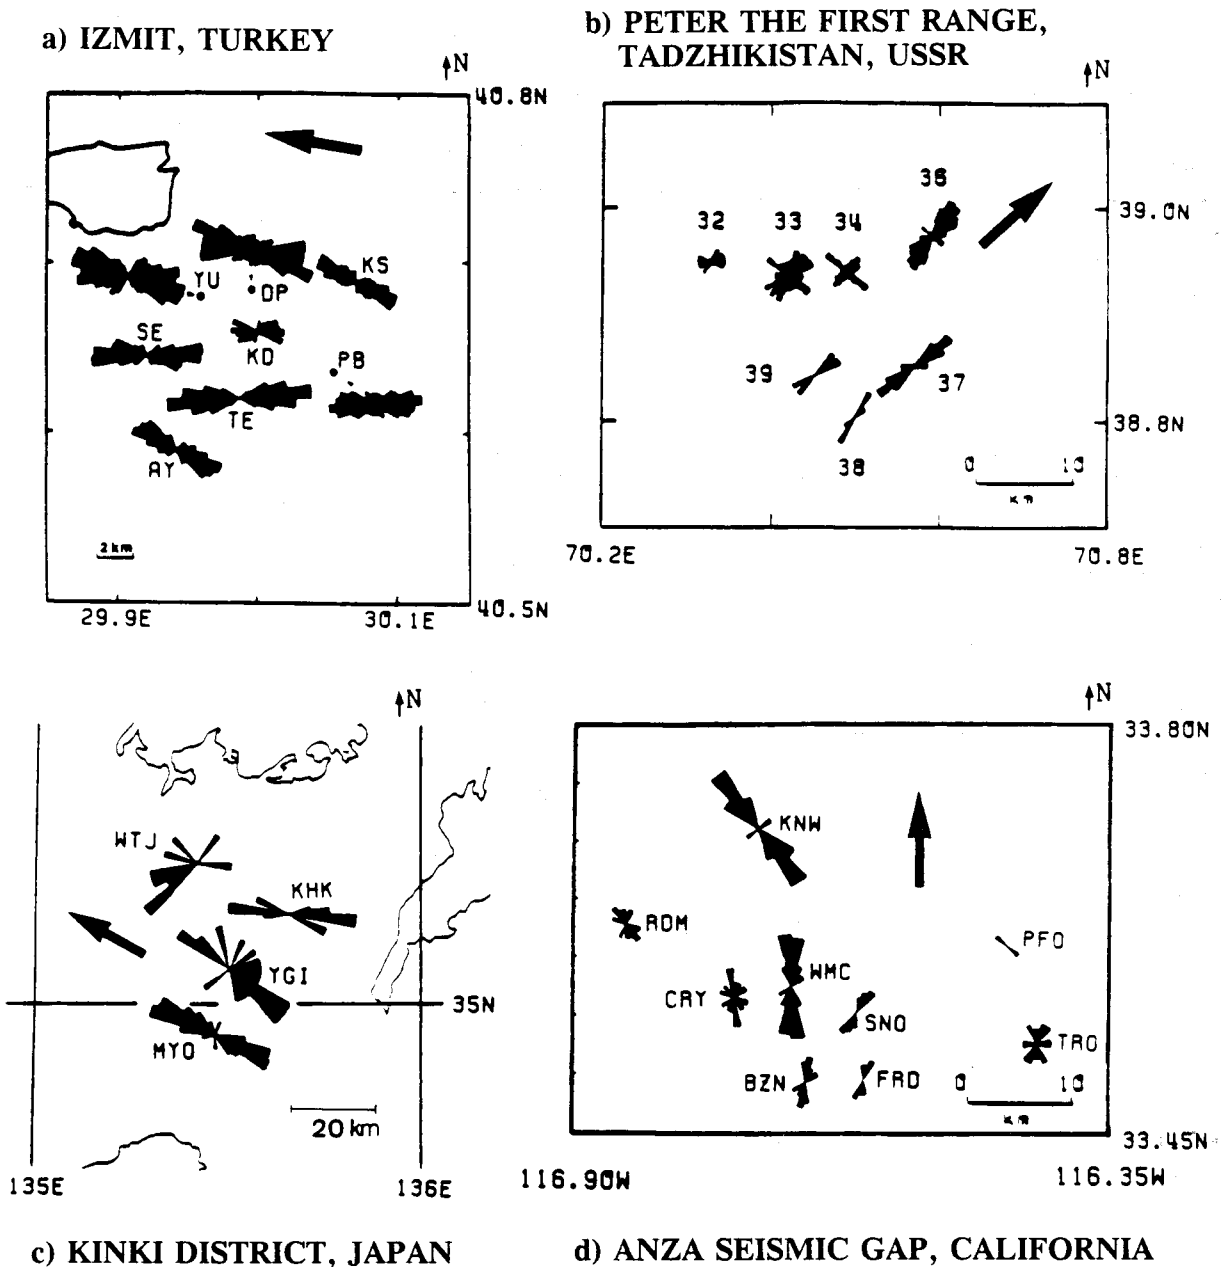 a) IZMIT, TURKEY
N
40.8N
YU
DP
KS
SE
KD
PB
TE
AY
2 km
40.5N
29.9E
30.1E
b) PETER THE FIRST RANGE,
TADZHIKISTAN, USSR
N
36
32
33
34
39.0N
39
37
38
38.8N
0
10
km
70.2E
70.8E
N
WTJ
KHK
YGI
35N
MYO
20 km
135E
136E
c) KINKI DISTRICT, JAPAN
N
33.80N
KNW
RDM
PFO
WMC
CRY
SNO
TRO
BZN
FRD
0
10
km
33.45N
116.90W
116.35W
d) ANZA SEISMIC GAP, CALIFORNIA